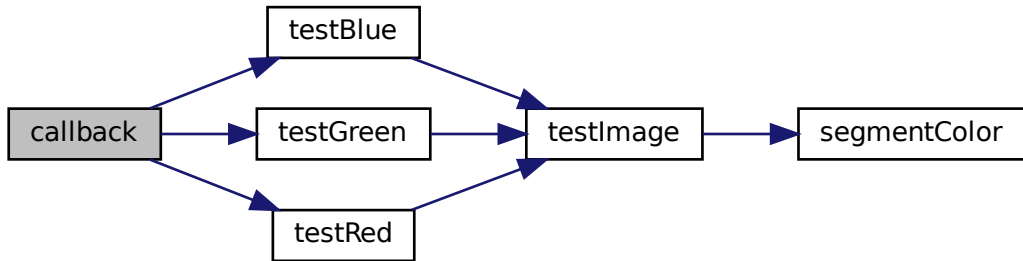 testBlue
callback
testGreen
testImage
segmentColor
testRed